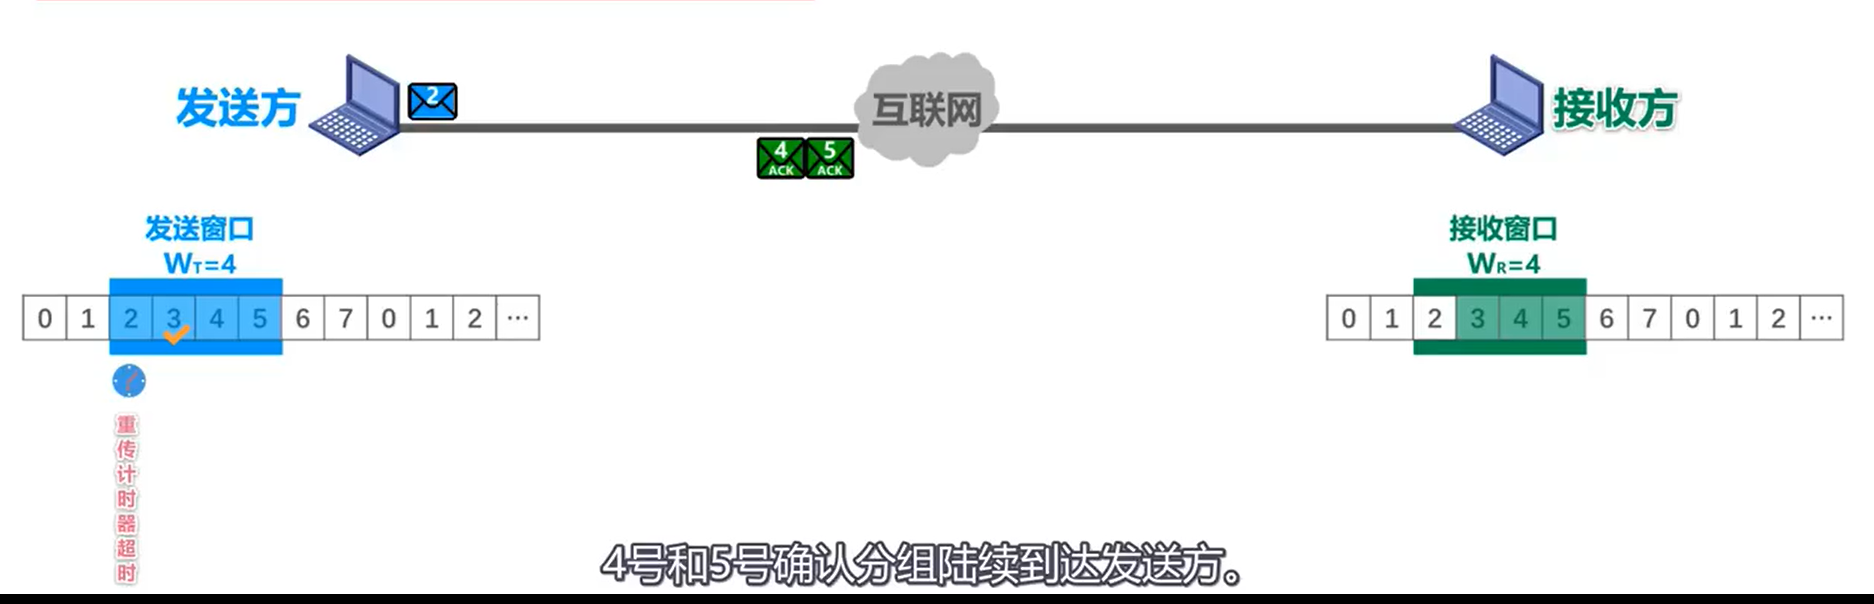 发送方
2
互联网
接收方
4
ACK
5
ACK
发送窗口
WT=4
接收窗口
WR=4
0 1 2 3 4 5 6 7 0 1 2 ···
0 1 2 3 4 5 6 7 0 1 2 ···
重传计时器超时
4号和5号确认分组陆续到达发送方。